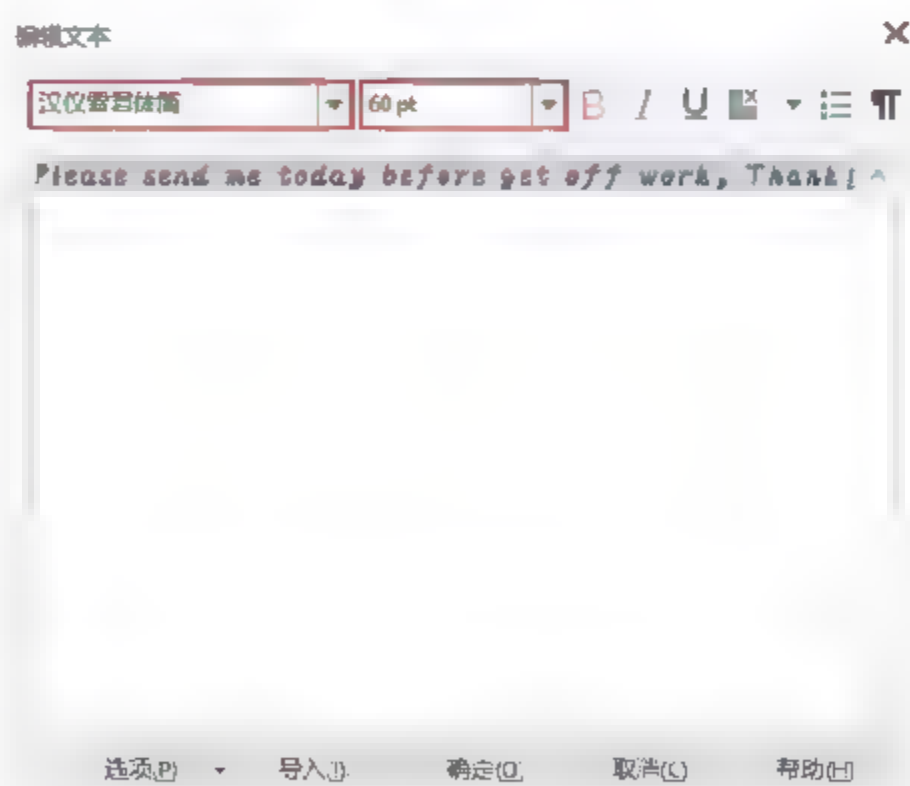 编辑文本
汉仪雪君体简 60 pt B I U
Please send me today before get off work, Thank
选项(P) 导入(I) 确定(O) 取消(C) 帮助(H)